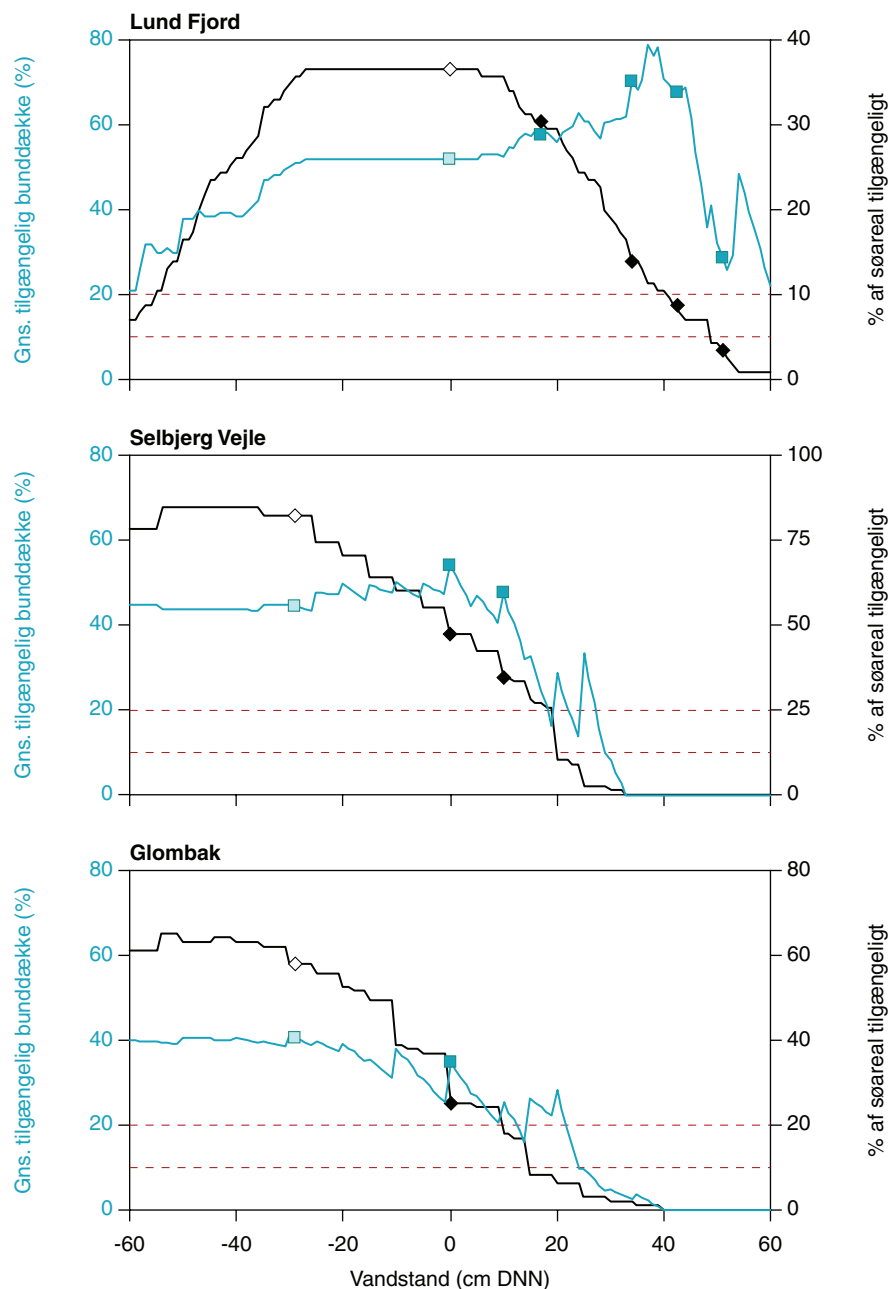 Lund Fjord
80
60
40
20
0
Gns. tilgængelig bunddække (%)
40
30
20
10
0
% af søareal tilgængeligt
Selbjerg Vejle
80
60
40
20
0
Gns. tilgængelig bunddække (%)
100
75
50
25
0
% af søareal tilgængeligt
Glombak
80
60
40
20
0
Gns. tilgængelig bunddække (%)
80
60
40
20
0
% af søareal tilgængeligt
-60 -40 -20 0 20 40 60
Vandstand (cm DNN)